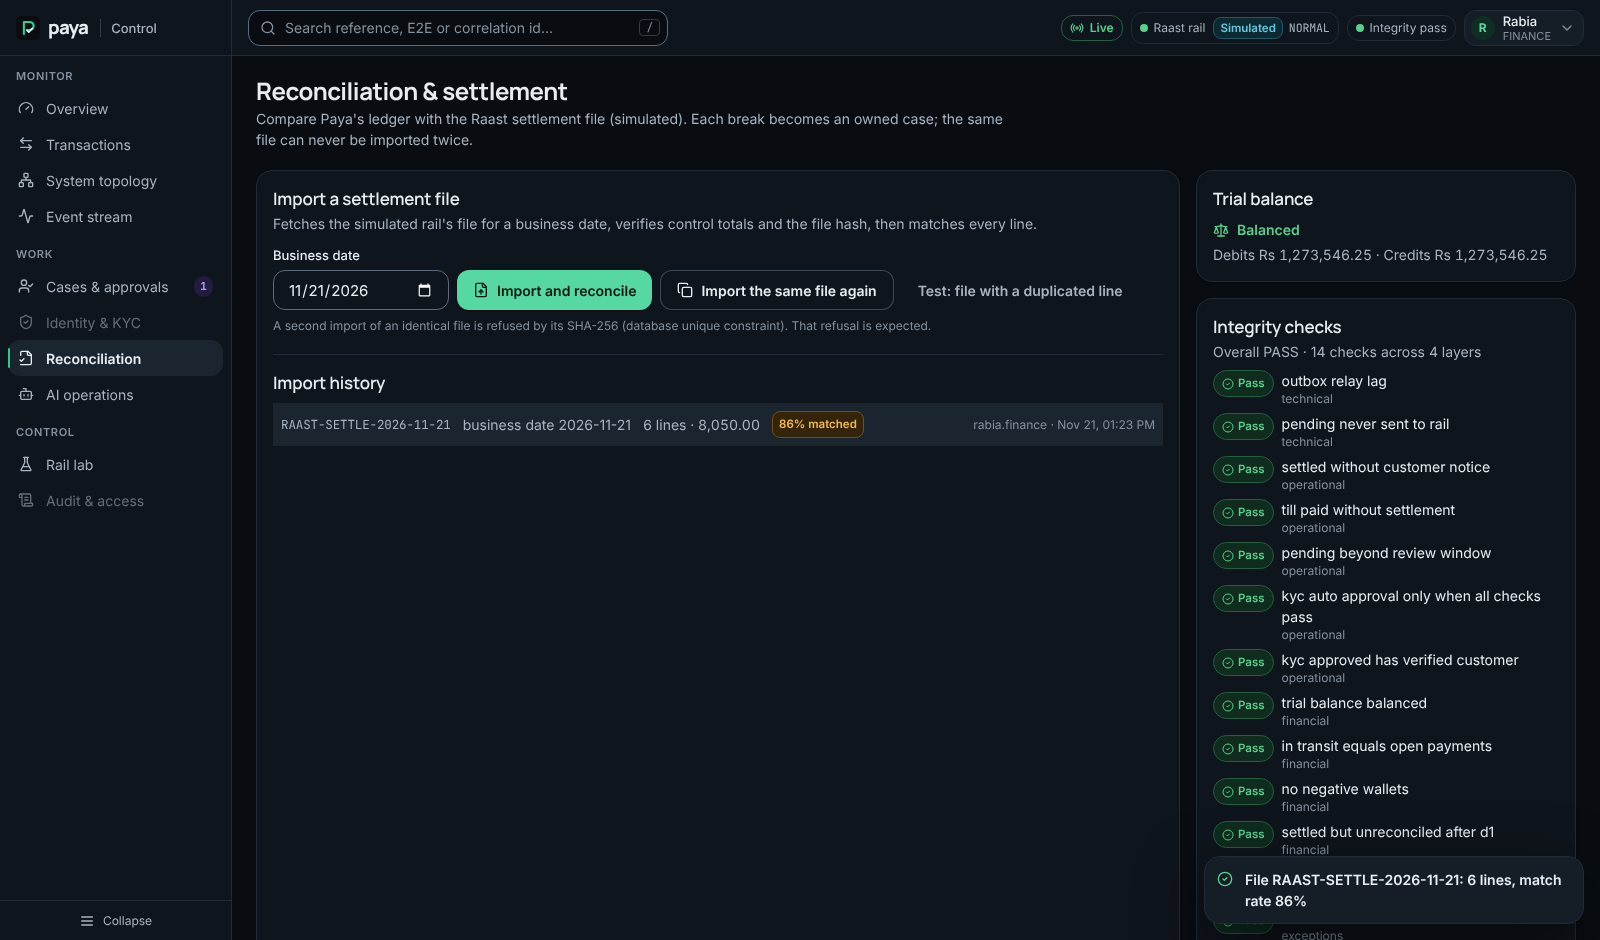 paya
Control
Search reference, E2E or correlation id...
/
Live
Raast rail Simulated NORMAL
Integrity pass
R
Rabia
FINANCE
MONITOR
Overview
Transactions
System topology
Event stream
WORK
Cases & approvals 1
Identity & KYC
Reconciliation
AI operations
CONTROL
Rail lab
Audit & access
Collapse
Reconciliation & settlement
Compare Paya's ledger with the Raast settlement file (simulated). Each break becomes an owned case; the same
file can never be imported twice.
Import a settlement file
Fetches the simulated rail's file for a business date, verifies control totals and the file hash, then matches every line.
Business date
11/21/2026
Import and reconcile
Import the same file again
Test: file with a duplicated line
A second import of an identical file is refused by its SHA-256 (database unique constraint). That refusal is expected.
Import history
RAAST-SETTLE-2026-11-21 business date 2026-11-21 6 lines · 8,050.00 86% matched rabia.finance · Nov 21, 01:23 PM
Trial balance
Balanced
Debits Rs 1,273,546.25 · Credits Rs 1,273,546.25
Integrity checks
Overall PASS · 14 checks across 4 layers
Pass outbox relay lag
technical
Pass pending never sent to rail
technical
Pass settled without customer notice
operational
Pass till paid without settlement
operational
Pass pending beyond review window
operational
Pass kyc auto approval only when all checks
pass
operational
Pass kyc approved has verified customer
operational
Pass trial balance balanced
financial
Pass in transit equals open payments
financial
Pass no negative wallets
financial
Pass settled but unreconciled after d1
financial
File RAAST-SETTLE-2026-11-21: 6 lines, match
rate 86%
exceptions